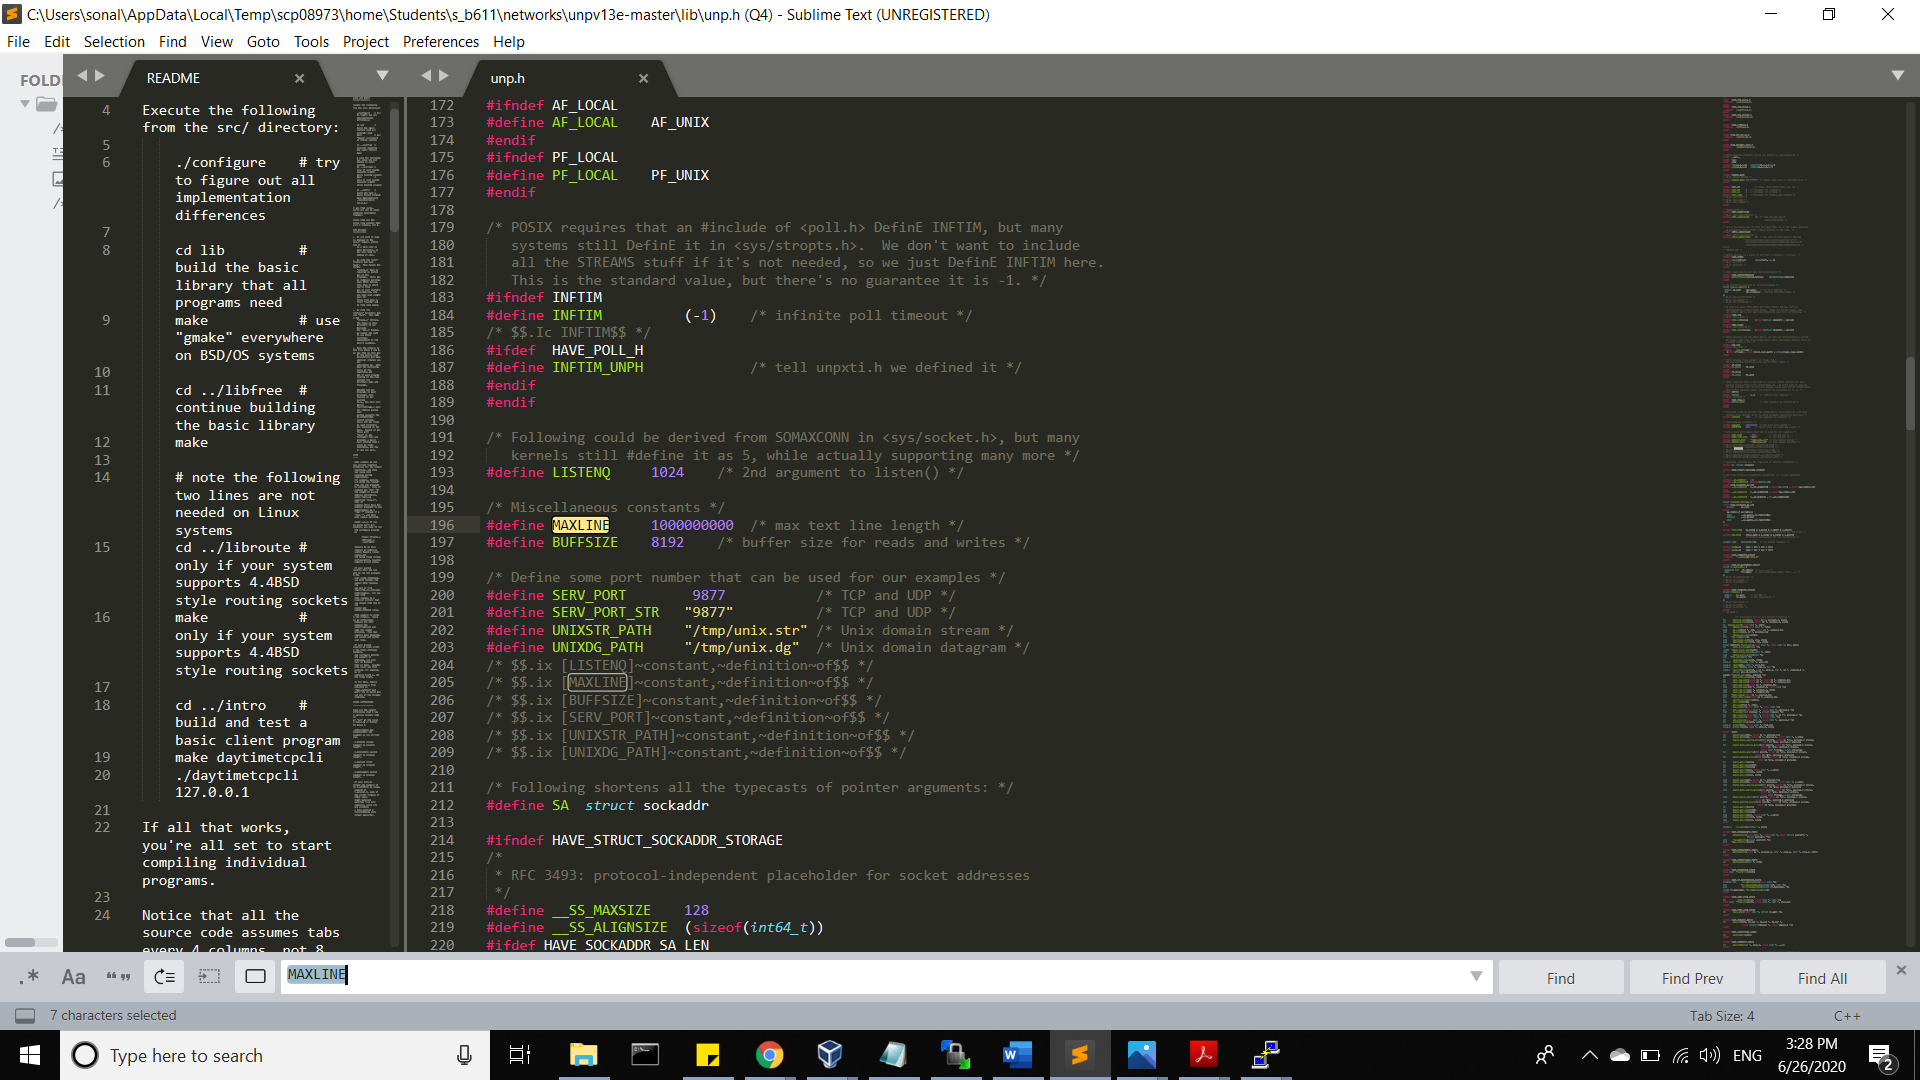 C:\Users\sonal\AppData\Local\Temp\scp08973\home\Students\s_b611\networks\unpv13e-master\lib\unp.h (Q4) - Sublime Text (UNREGISTERED)
File Edit Selection Find View Goto Tools Project Preferences Help
FOLD
README
4 Execute the following
from the src/ directory:
5
6 ./configure # try
to figure out all
implementation
differences
7
8 cd lib #
build the basic
library that all
programs need
9 make # use
"gmake" everywhere
on BSD/OS systems
10
11 cd ../libfree #
continue building
the basic library
12 make
13
14 # note the following
two lines are not
needed on Linux
systems
15 cd ../libroute #
only if your system
supports 4.4BSD
style routing sockets
16 make #
only if your system
supports 4.4BSD
style routing sockets
17
18 cd ../intro #
build and test a
basic client program
19 make daytimetcpcli
20 ./daytimetcpcli
127.0.0.1
21
22 If all that works,
you're all set to start
compiling individual
programs.
23
24 Notice that all the
source code assumes tabs
every 4 columns, not 8
unp.h
172 #ifndef AF_LOCAL
173 #define AF_LOCAL AF_UNIX
174 #endif
175 #ifndef PF_LOCAL
176 #define PF_LOCAL PF_UNIX
177 #endif
178
179 /* POSIX requires that an #include of <poll.h> DefinE INFTIM, but many
180 systems still DefinE it in <sys/stropts.h>. We don't want to include
181 all the STREAMS stuff if it's not needed, so we just DefinE INFTIM here.
182 This is the standard value, but there's no guarantee it is -1. */
183 #ifndef INFTIM
184 #define INFTIM (-1) /* infinite poll timeout */
185 /* $$.Ic INFTIM$$ */
186 #ifdef HAVE_POLL_H
187 #define INFTIM_UNPH /* tell unpxti.h we defined it */
188 #endif
189 #endif
190
191 /* Following could be derived from SOMAXCONN in <sys/socket.h>, but many
192 kernels still #define it as 5, while actually supporting many more */
193 #define LISTENQ 1024 /* 2nd argument to listen() */
194
195 /* Miscellaneous constants */
196 #define MAXLINE 1000000000 /* max text line length */
197 #define BUFFSIZE 8192 /* buffer size for reads and writes */
198
199 /* Define some port number that can be used for our examples */
200 #define SERV_PORT 9877 /* TCP and UDP */
201 #define SERV_PORT_STR "9877" /* TCP and UDP */
202 #define UNIXSTR_PATH "/tmp/unix.str" /* Unix domain stream */
203 #define UNIXDG_PATH "/tmp/unix.dg" /* Unix domain datagram */
204 /* $$.ix [LISTENQ]~constant,~definition~of$$ */
205 /* $$.ix [MAXLINE]~constant,~definition~of$$ */
206 /* $$.ix [BUFFSIZE]~constant,~definition~of$$ */
207 /* $$.ix [SERV_PORT]~constant,~definition~of$$ */
208 /* $$.ix [UNIXSTR_PATH]~constant,~definition~of$$ */
209 /* $$.ix [UNIXDG_PATH]~constant,~definition~of$$ */
210
211 /* Following shortens all the typecasts of pointer arguments: */
212 #define SA struct sockaddr
213
214 #ifndef HAVE_STRUCT_SOCKADDR_STORAGE
215 /*
216 * RFC 3493: protocol-independent placeholder for socket addresses
217 */
218 #define __SS_MAXSIZE 128
219 #define __SS_ALIGNSIZE (sizeof(int64_t))
220 #ifdef HAVE_SOCKADDR_SA_LEN
.* Aa “” MAXLINE Find Find Prev Find All
7 characters selected Tab Size: 4 C++
Type here to search ENG 3:28 PM
6/26/2020 2